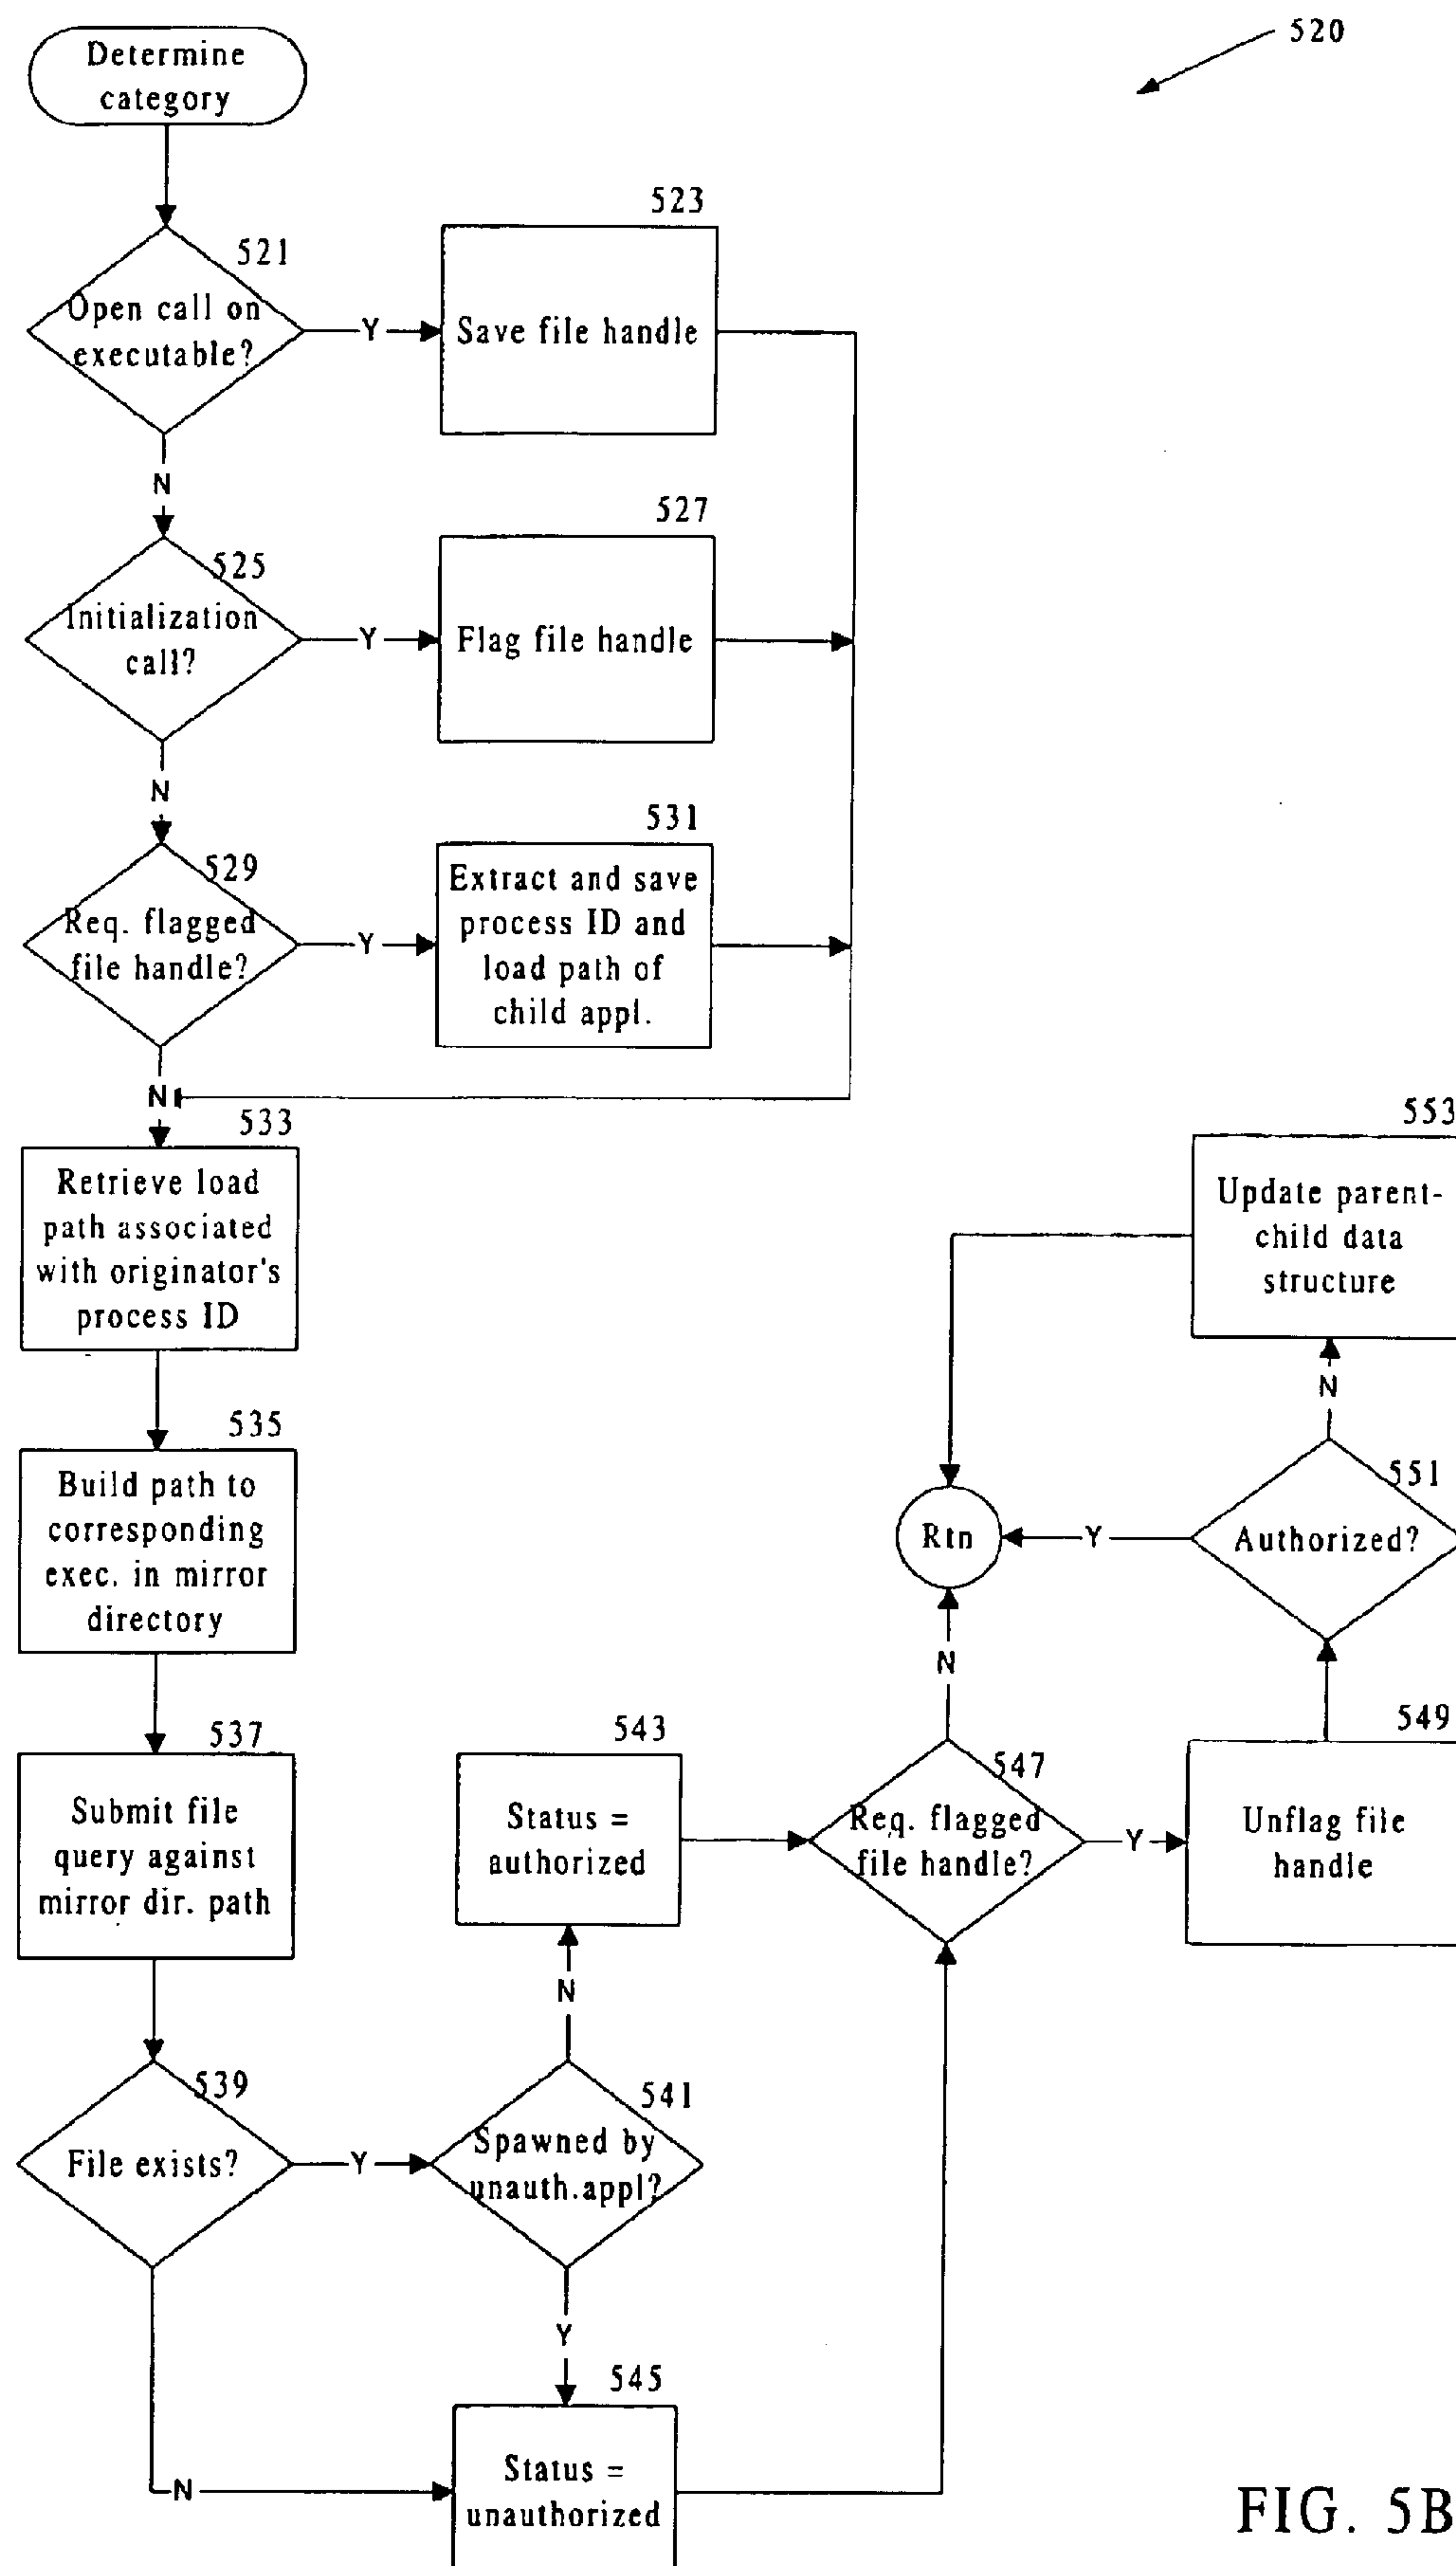 520
Determine
category
521
Open call on
executable?
Y
523
Save file handle
N
525
Initialization
call?
Y
527
Flag file handle
N
529
Req. flagged
file handle?
Y
531
Extract and save
process ID and
load path of
child appl.
N
533
Retrieve load
path associated
with originator's
process ID
535
Build path to
corresponding
exec. in mirror
directory
537
Submit file
query against
mirror dir. path
539
File exists?
Y
N
541
Spawned by
unauth.appl?
N
Y
543
Status =
authorized
545
Status =
unauthorized
547
Req. flagged
file handle?
N
Y
549
Unflag file
handle
551
Authorized?
Y
N
Rtn
553
Update parent-
child data
structure
FIG. 5B